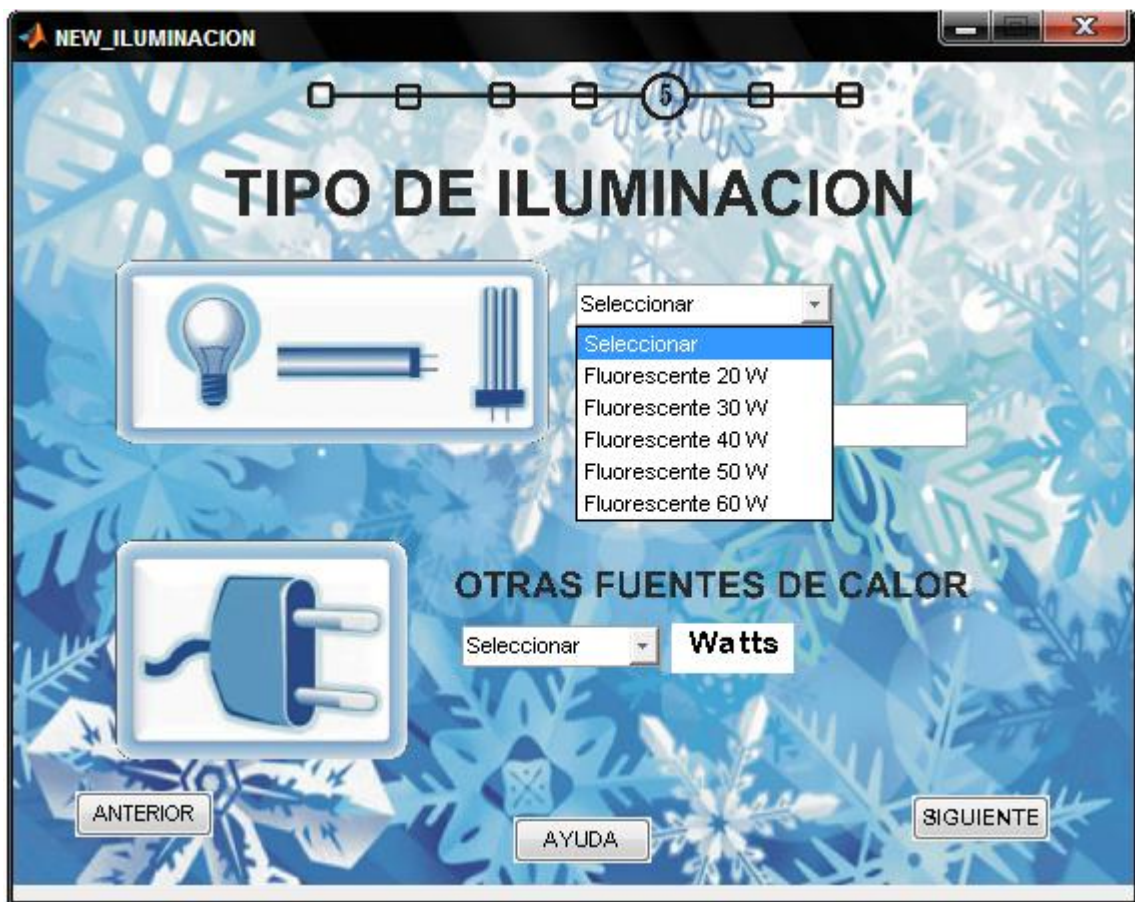 NEW_ILUMINACION
5
TIPO DE ILUMINACION
Seleccionar
Seleccionar
Fluorescente 20 W
Fluorescente 30 W
Fluorescente 40 W
Fluorescente 50 W
Fluorescente 60 W
OTRAS FUENTES DE CALOR
Seleccionar Watts
ANTERIOR
AYUDA
SIGUIENTE